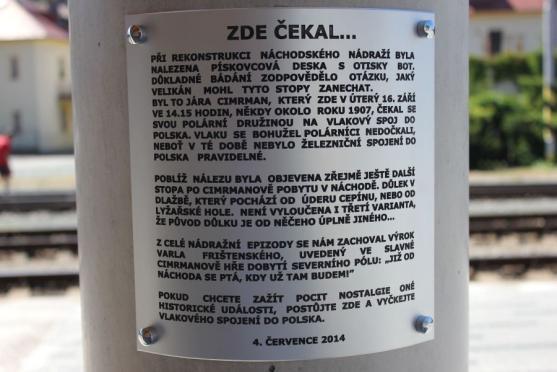 ZDE ČEKAL...
PŘI REKONSTRUKCI NÁCHODSKÉHO NÁDRAŽÍ BYLA
NALEZENA PÍSKOVCOVÁ DESKA S OTISKY BOT.
DŮKLADNÉ BÁDÁNÍ ZODPOVĚDĚLO OTÁZKU, JAKÝ
VELIKÁN MOHL TYTO STOPY ZANECHAT.
BYL TO JÁRA CIMRMAN, KTERÝ ZDE V ÚTERÝ 16. ZÁŘÍ
VE 14.15 HODIN, NĚKDY OKOLO ROKU 1907, ČEKAL SE
SVOU POLÁRNÍ DRUŽINOU NA VLAKOVÝ SPOJ DO
POLSKA. VLAKU SE BOHUŽEL POLÁRNÍCI NEDOČKALI,
NEBOŤ V TÉ DOBĚ NEBYLO ŽELEZNIČNÍ SPOJENÍ DO
POLSKA PRAVIDELNÉ.
POBLÍŽ NÁLEZU BYLA OBJEVENA ZŘEJMĚ JEŠTĚ DALŠÍ
STOPA PO CIMRMANOVĚ POBYTU V NÁCHODĚ. DŮLEK V
DLAŽBĚ, KTERÝ POCHÁZÍ OD ÚDERU CEPÍNU, NEBO OD
LYŽAŘSKÉ HOLE. NENÍ VYLOUČENA I TŘETÍ VARIANTA,
ŽE PŮVOD DŮLKU JE OD NĚČEHO ÚPLNĚ JINÉHO...
Z CELÉ NÁDRAŽNÍ EPIZODY SE NÁM ZACHOVAL VÝROK
VARLA FRIŠTENSKÉHO, UVEDENÝ VE SLAVNÉ
CIMRMANOVĚ HŘE DOBYTÍ SEVERNÍHO PÓLU: „JIŽ OD
NÁCHODA SE PTÁ, KDY UŽ TAM BUDEM!"
POKUD CHCETE ZAŽÍT POCIT NOSTALGIE ONÉ
HISTORICKÉ UDÁLOSTI, POSTŮJTE ZDE A VYČKEJTE
VLAKOVÉHO SPOJENÍ DO POLSKA.
4. ČERVENCE 2014